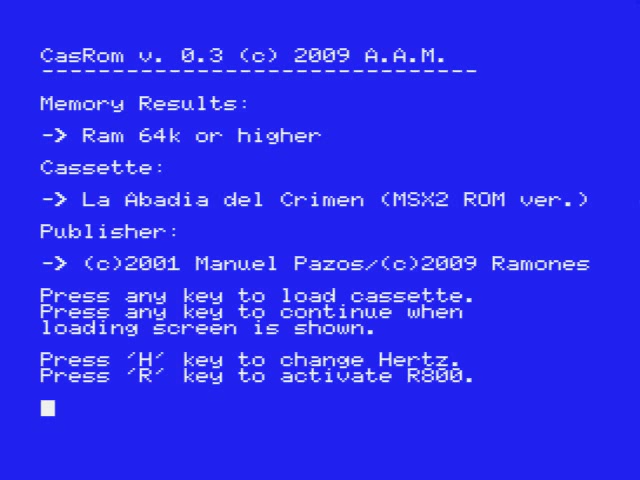 CasRom v. 0.3 (c) 2009 A.A.M.
-------------------------------
Memory Results:
-> Ram 64k or higher
Cassette:
-> La Abadia del Crimen (MSX2 ROM ver.)
Publisher:
-> (c)2001 Manuel Pazos/(c)2009 Ramones
Press any key to load cassette.
Press any key to continue when
loading screen is shown.
Press ´H´ key to change Hertz.
Press ´R´ key to activate R800.